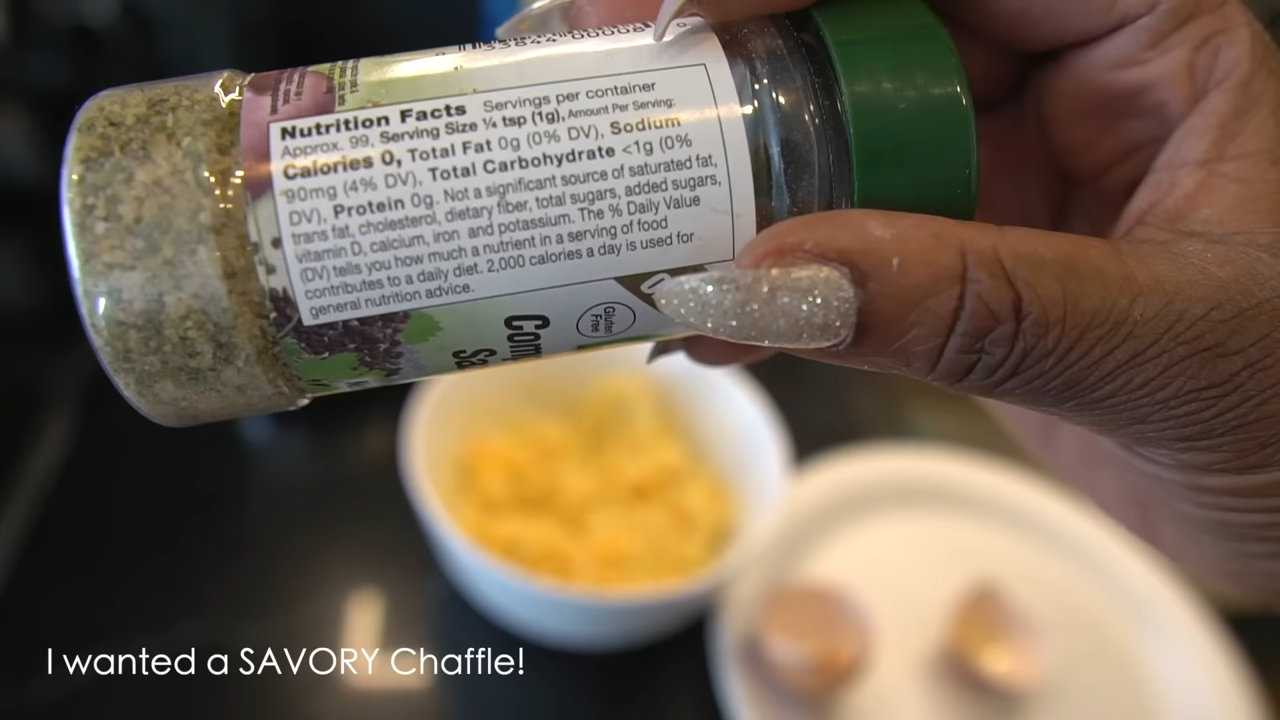 33844 00008
Nutrition Facts Servings per container
Approx. 99, Serving Size ¼ tsp (1g), Amount Per Serving:
Calories 0, Total Fat 0g (0% DV), Sodium
90mg (4% DV), Total Carbohydrate <1g (0%
DV), Protein 0g. Not a significant source of saturated fat,
trans fat, cholesterol, dietary fiber, total sugars, added sugars,
vitamin D, calcium, iron and potassium. The % Daily Value
(DV) tells you how much a nutrient in a serving of food
contributes to a daily diet. 2,000 calories a day is used for
general nutrition advice.
Gluten
Free
I wanted a SAVORY Chaffle!